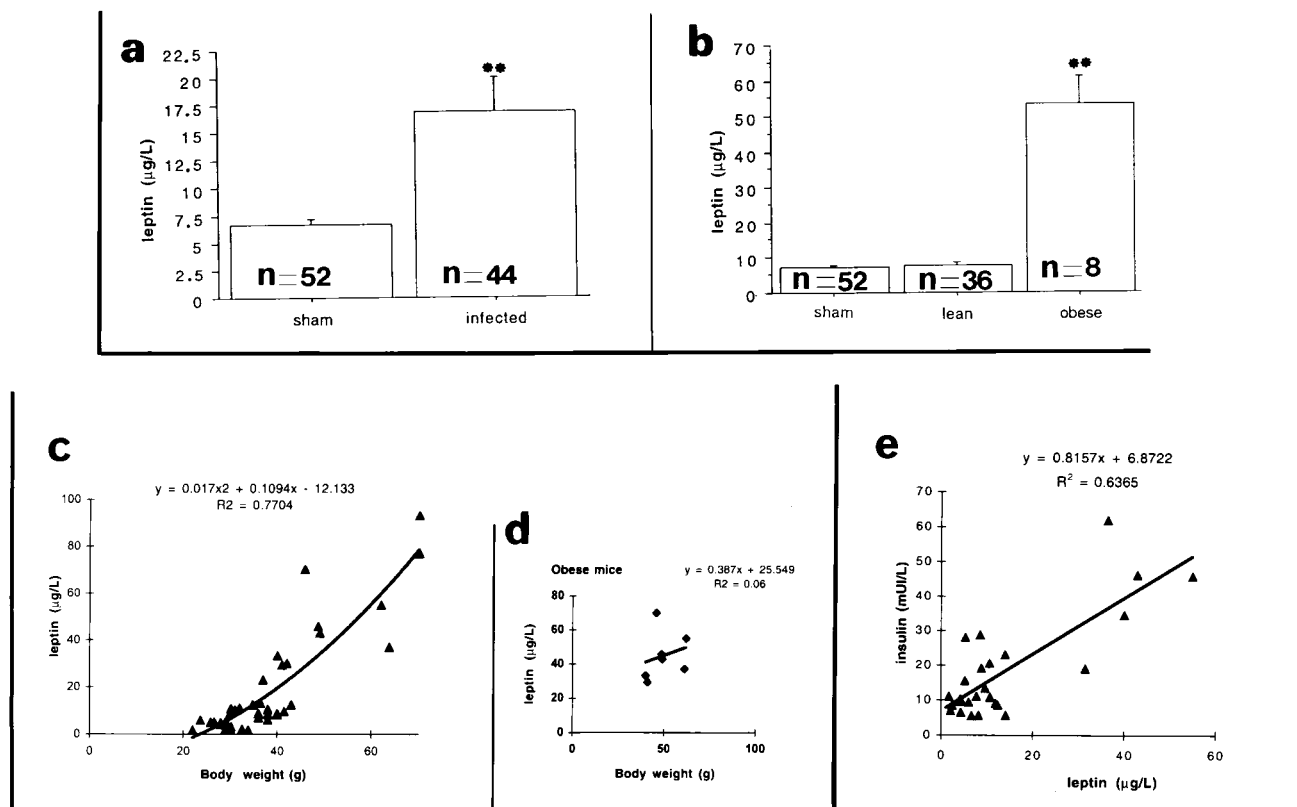 a
22.5
20
17.5
15
12.5
10
7.5
5
2.5
0
leptin (µg/L)
**
n=52
n=44
sham
infected
b
70
60
50
40
30
20
10
0
leptin (µg/L)
**
n=52
n=36
n=8
sham
lean
obese
c
y = 0.017x2 + 0.1094x - 12.133
R2 = 0.7704
100
80
60
40
20
0
leptin (µg/L)
0 20 40 60
Body weight (g)
d
Obese mice
y = 0.387x + 25.549
R2 = 0.06
80
60
40
20
0
leptin (µg/L)
0 50 100
Body weight (g)
e
y = 0.8157x + 6.8722
R² = 0.6365
70
60
50
40
30
20
10
0
insulin (mUI/L)
0 20 40 60
leptin (µg/L)